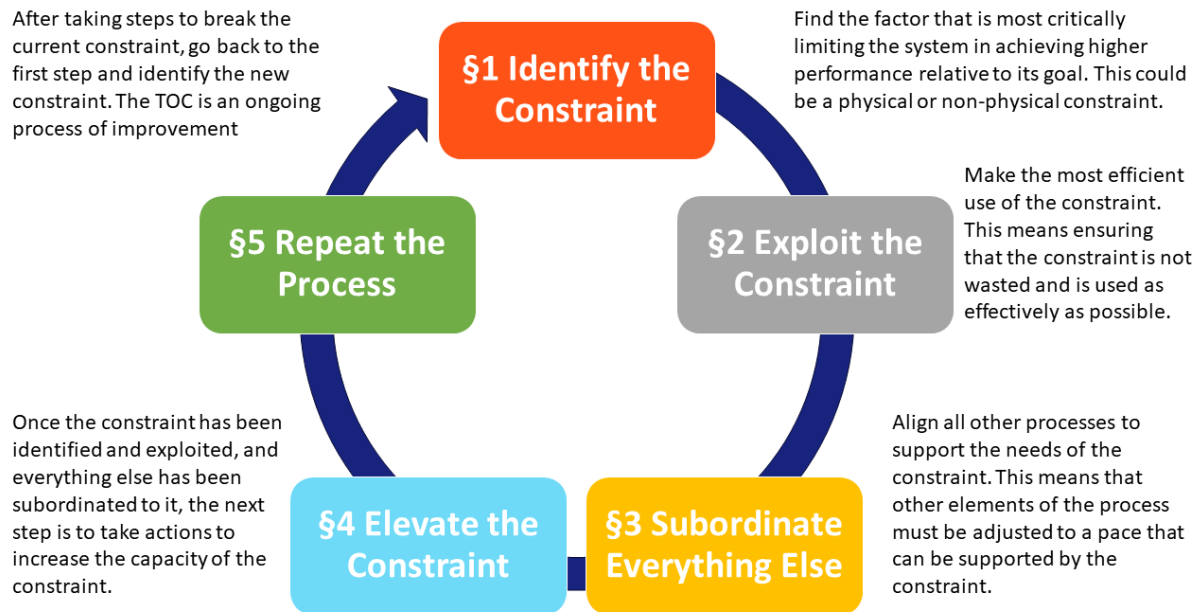 After taking steps to break the
current constraint, go back to the
first step and identify the new
constraint. The TOC is an ongoing
process of improvement
§1 Identify the
Constraint
Find the factor that is most critically
limiting the system in achieving higher
performance relative to its goal. This could
be a physical or non-physical constraint.
§5 Repeat the
Process
§2 Exploit the
Constraint
Make the most efficient
use of the constraint.
This means ensuring
that the constraint is not
wasted and is used as
effectively as possible.
Once the constraint has been
identified and exploited, and
everything else has been
subordinated to it, the next
step is to take actions to
increase the capacity of the
constraint.
§4 Elevate the
Constraint
§3 Subordinate
Everything Else
Align all other processes to
support the needs of the
constraint. This means that
other elements of the process
must be adjusted to a pace that
can be supported by the
constraint.